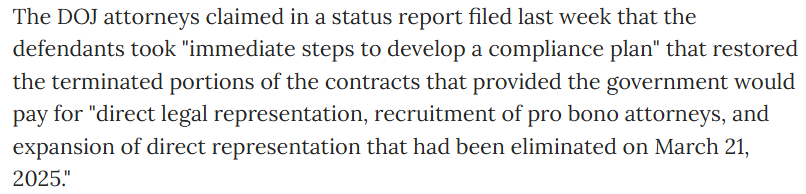 The DOJ attorneys claimed in a status report filed last week that the
defendants took "immediate steps to develop a compliance plan" that restored
the terminated portions of the contracts that provided the government would
pay for "direct legal representation, recruitment of pro bono attorneys, and
expansion of direct representation that had been eliminated on March 21,
2025."